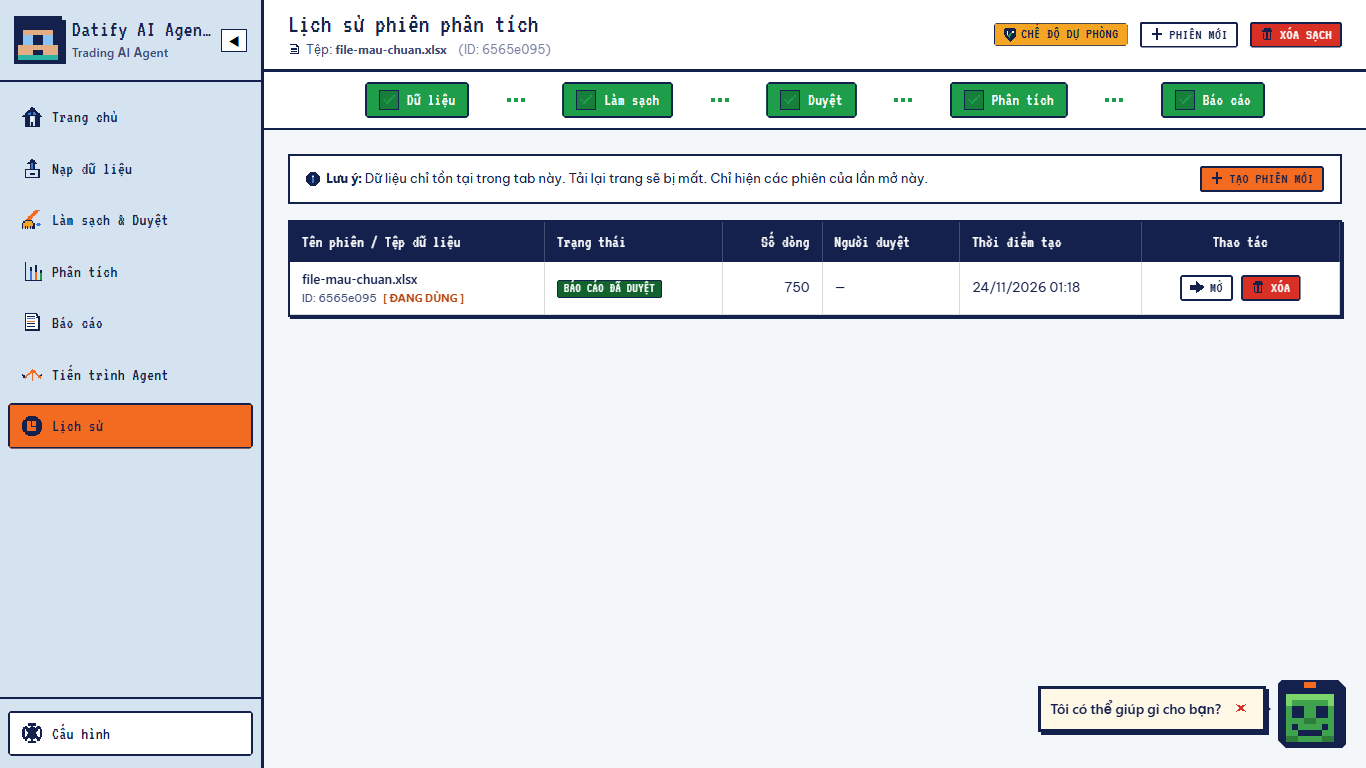 Datify AI Agen…
Trading AI Agent
Trang chủ
Nạp dữ liệu
Làm sạch & Duyệt
Phân tích
Báo cáo
Tiến trình Agent
Lịch sử
Cấu hình
Lịch sử phiên phân tích
Tệp: file-mau-chuan.xlsx (ID: 6565e095)
CHẾ ĐỘ DỰ PHÒNG
PHIÊN MỚI
XÓA SẠCH
Dữ liệu
Làm sạch
Duyệt
Phân tích
Báo cáo
Lưu ý: Dữ liệu chỉ tồn tại trong tab này. Tải lại trang sẽ bị mất. Chỉ hiện các phiên của lần mở này.
TẠO PHIÊN MỚI
Tên phiên / Tệp dữ liệu Trạng thái Số dòng Người duyệt Thời điểm tạo Thao tác
file-mau-chuan.xlsx
ID: 6565e095 [ ĐANG DÙNG ]
BÁO CÁO ĐÃ DUYỆT
750
—
24/11/2026 01:18
MỞ
XÓA
Tôi có thể giúp gì cho bạn?